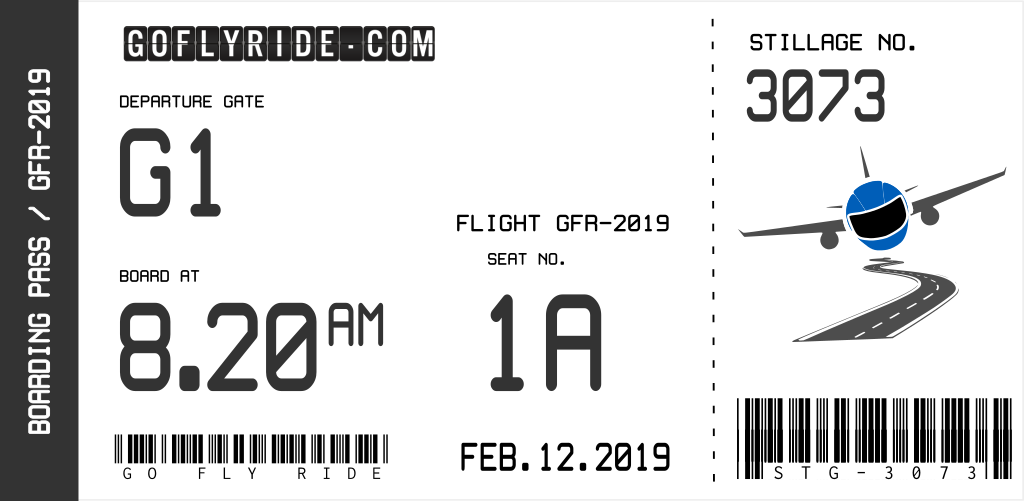 BOARDING PASS / GFR-2019
GOFLYRIDE·COM
DEPARTURE GATE
G1
BOARD AT
8.20AM
GO FLY RIDE
FLIGHT GFR-2019
SEAT NO.
1A
FEB.12.2019
STILLAGE NO.
3073
STG-3073